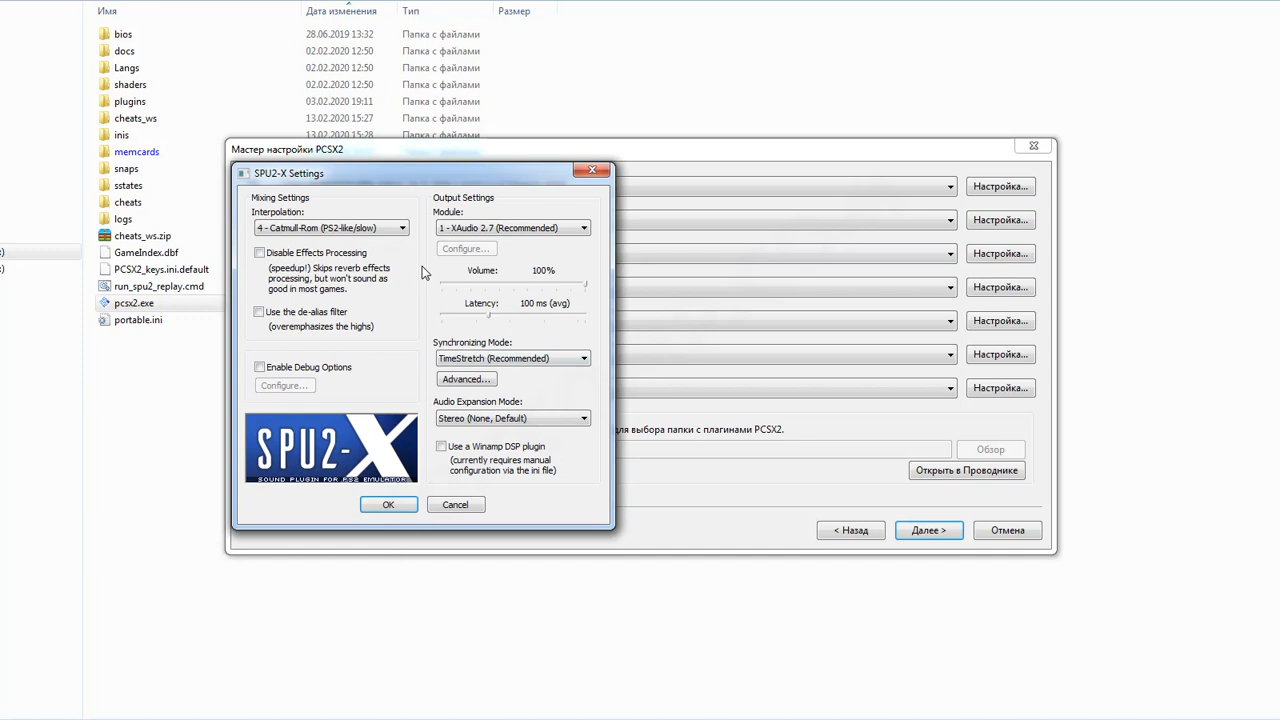 Имя Дата изменения Тип Размер
bios 28.06.2019 13:32 Папка с файлами
docs 02.02.2020 12:50 Папка с файлами
Langs 02.02.2020 12:50 Папка с файлами
shaders 02.02.2020 12:50 Папка с файлами
plugins 03.02.2020 19:11 Папка с файлами
cheats_ws 13.02.2020 15:27 Папка с файлами
inis 13.02.2020 15:28 Папка с файлами
memcards
snaps
sstates
cheats
logs
cheats_ws.zip
GameIndex.dbf
PCSX2_keys.ini.default
run_spu2_replay.cmd
pcsx2.exe
portable.ini
Мастер настройки PCSX2
SPU2-X Settings
Mixing Settings
Interpolation:
4 - Catmull-Rom (PS2-like/slow)
Disable Effects Processing
(speedup!) Skips reverb effects
processing, but won't sound as
good in most games.
Use the de-alias filter
(overemphasizes the highs)
Enable Debug Options
Configure...
SPU2-X
SOUND PLUGIN FOR PS2 EMULATOR
Output Settings
Module:
1 - XAudio 2.7 (Recommended)
Configure...
Volume: 100%
Latency: 100 ms (avg)
Synchronizing Mode:
TimeStretch (Recommended)
Advanced...
Audio Expansion Mode:
Stereo (None, Default)
Use a Winamp DSP plugin
(currently requires manual
configuration via the ini file)
OK Cancel
Настройка...
Настройка...
Настройка...
Настройка...
Настройка...
Настройка...
Настройка...
для выбора папки с плагинами PCSX2.
Обзор
Открыть в Проводнике
< Назад Далее > Отмена